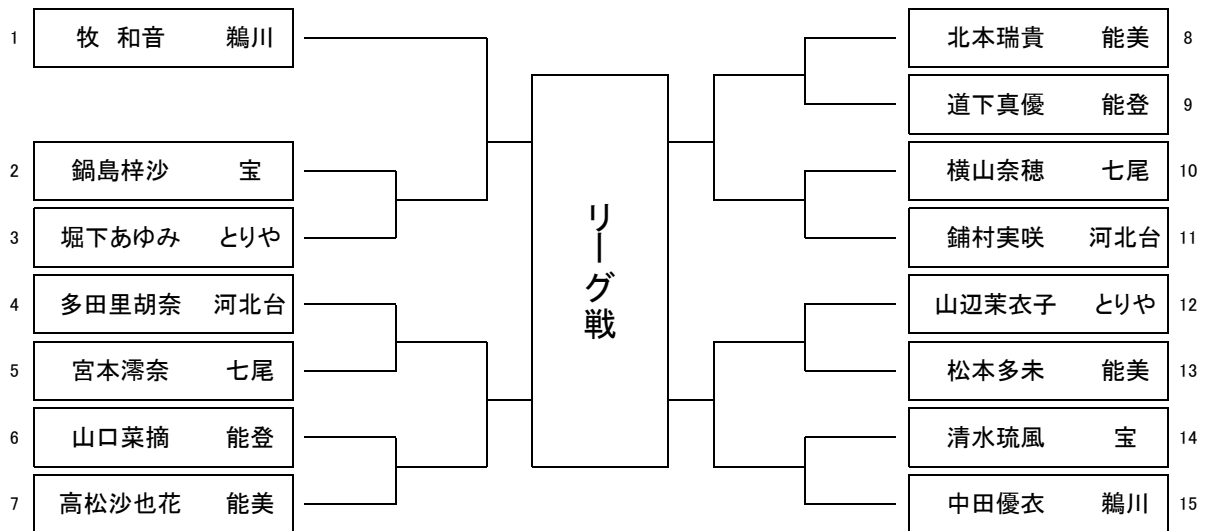 1 牧 和音 鵜川
2 鍋島梓沙 宝
3 堀下あゆみ とりや
4 多田里胡奈 河北台
5 宮本澪奈 七尾
6 山口菜摘 能登
7 高松沙也花 能美
リーグ戦
北本瑞貴 能美 8
道下真優 能登 9
横山奈穂 七尾 10
鋪村実咲 河北台 11
山辺茉衣子 とりや 12
松本多未 能美 13
清水琉風 宝 14
中田優衣 鵜川 15